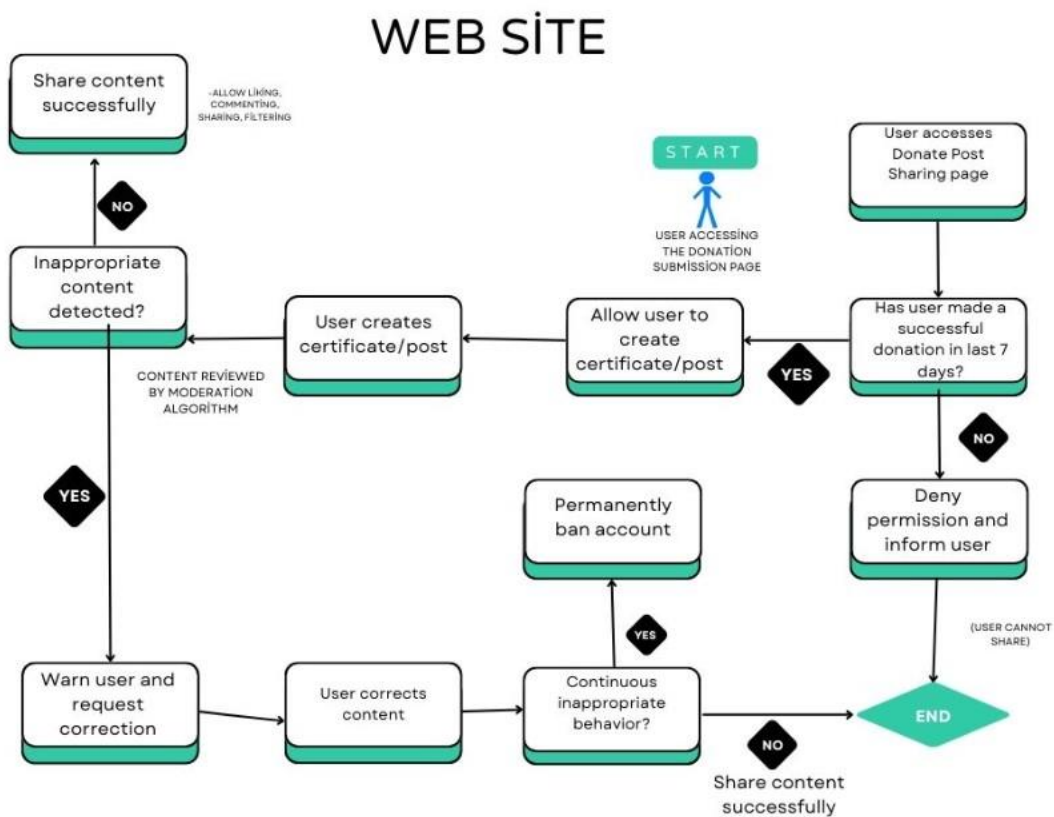 WEB SİTE
Share content
successfully
-ALLOW LİKİNG,
COMMENTİNG,
SHARİNG, FİLTERİNG
START
USER ACCESSİNG
THE DONATİON
SUBMİSSİON PAGE
User accesses
Donate Post
Sharing page
NO
Inappropriate
content
detected?
User creates
certificate/post
Allow user to
create
certificate/post
Has user made a
successful
donation in last 7
days?
YES
CONTENT REVİEWED
BY MODERATİON
ALGORİTHM
NO
YES
Permanently
ban account
Deny
permission and
inform user
YES
(USER CANNOT
SHARE)
Warn user and
request
correction
User corrects
content
Continuous
inappropriate
behavior?
END
NO
Share content
successfully